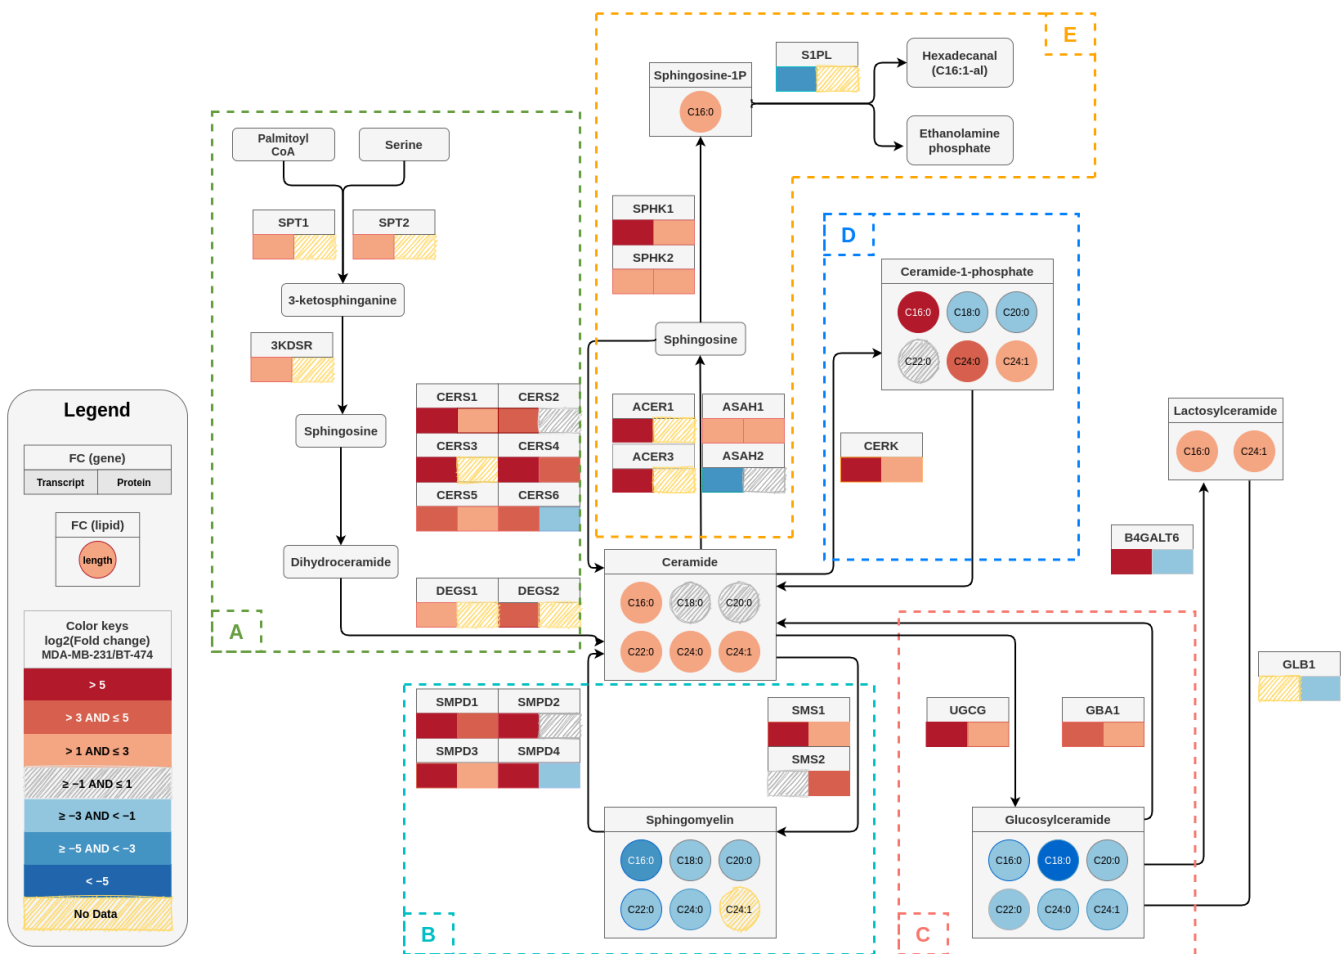 E
S1PL
Hexadecanal
(C16:1-al)
Sphingosine-1P
C16:0
Ethanolamine
phosphate
Palmitoyl
CoA
Serine
SPT1
SPT2
3-ketosphinganine
3KDSR
Sphingosine
Dihydroceramide
A
CERS1
CERS2
CERS3
CERS4
CERS5
CERS6
DEGS1
DEGS2
SPHK1
SPHK2
Sphingosine
ACER1
ASAH1
ACER3
ASAH2
D
Ceramide-1-phosphate
C16:0
C18:0
C20:0
C22:0
C24:0
C24:1
CERK
Ceramide
C16:0
C18:0
C20:0
C22:0
C24:0
C24:1
Lactosylceramide
C16:0
C24:1
B4GALT6
GLB1
SMPD1
SMPD2
SMPD3
SMPD4
SMS1
SMS2
Sphingomyelin
C16:0
C18:0
C20:0
C22:0
C24:0
C24:1
B
UGCG
GBA1
Glucosylceramide
C16:0
C18:0
C20:0
C22:0
C24:0
C24:1
C
Legend
FC (gene)
Transcript
Protein
FC (lipid)
length
Color keys
log2(Fold change)
MDA-MB-231/BT-474
> 5
> 3 AND ≤ 5
> 1 AND ≤ 3
≥ −1 AND ≤ 1
≥ −3 AND < −1
≥ −5 AND < −3
< −5
No Data